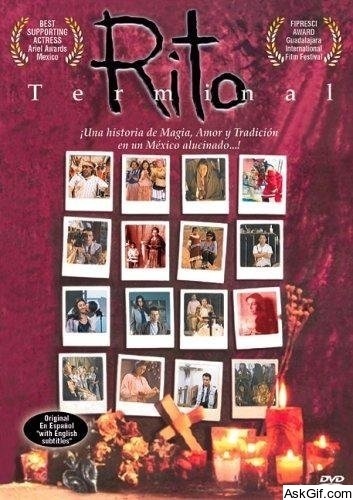 BEST
SUPPORTING
ACTRESS
Ariel Awards
Mexico
FIPRESCI
AWARD
Guadalajara
International
Film Festival
Rito
Terminal
¡Una historia de Magia, Amor y Tradición
en un México alucinado...!
Original
En Español
"with English
subtitles"
DVD
AskGif.com